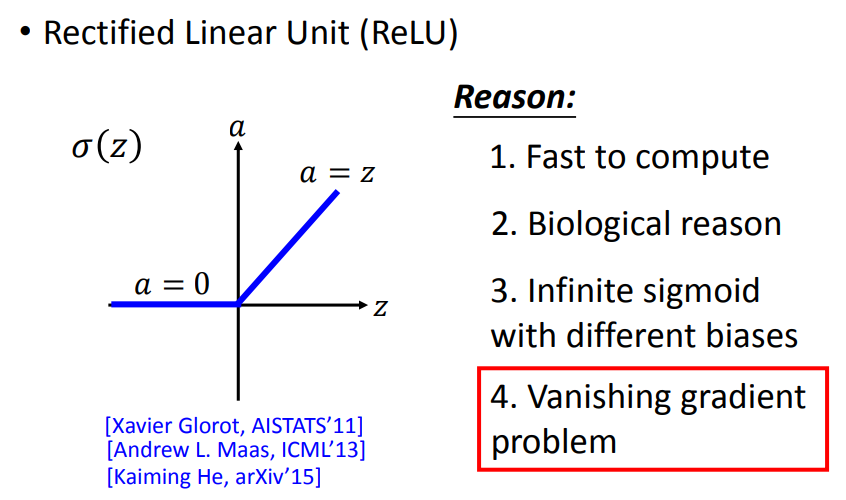 • Rectified Linear Unit (ReLU)
Reason:
σ(z)
a
a = z
a = 0
z
1. Fast to compute
2. Biological reason
3. Infinite sigmoid
with different biases
4. Vanishing gradient
problem
[Xavier Glorot, AISTATS'11]
[Andrew L. Maas, ICML'13]
[Kaiming He, arXiv'15]